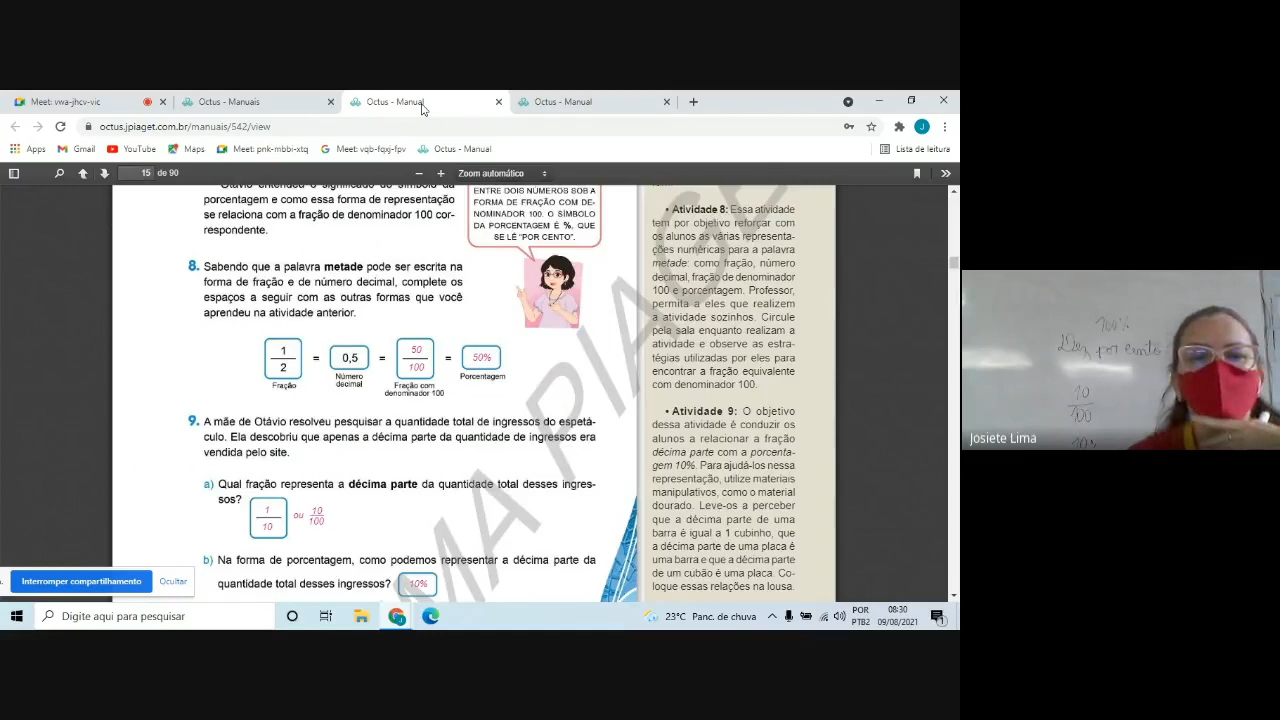 Meet: vwa-jhcv-vic
Octus - Manuais
Octus - Manual
Octus - Manual
octus.jpiaget.com.br/manuais/542/view
Apps
Gmail
YouTube
Maps
Meet: pnk-mbbi-xtq
Meet: vqb-fqxj-fpv
Octus - Manual
Lista de leitura
15 de 90
Zoom automático
porcentagem e como essa forma de representação
se relaciona com a fração de denominador 100 cor-
respondente.
ENTRE DOIS NÚMEROS SOB A
FORMA DE FRAÇÃO COM DE-
NOMINADOR 100. O SÍMBOLO
DA PORCENTAGEM É %, QUE
SE LÊ "POR CENTO".
8. Sabendo que a palavra metade pode ser escrita na
forma de fração e de número decimal, complete os
espaços a seguir com as outras formas que você
aprendeu na atividade anterior.
1/2 = 0,5 = 50/100 = 50%
Fração
Número
decimal
Fração com
denominador 100
Porcentagem
9. A mãe de Otávio resolveu pesquisar a quantidade total de ingressos do espetá-
culo. Ela descobriu que apenas a décima parte da quantidade de ingressos era
vendida pelo site.
a) Qual fração representa a décima parte da quantidade total desses ingres-
sos? 1/10 ou 10/100
b) Na forma de porcentagem, como podemos representar a décima parte da
quantidade total desses ingressos? 10%
• Atividade 8: Essa atividade
tem por objetivo reforçar com
os alunos as várias representa-
ções numéricas para a palavra
metade: como fração, número
decimal, fração de denominador
100 e porcentagem. Professor,
permita a eles que realizem
a atividade sozinhos. Circule
pela sala enquanto realizam a
atividade e observe as estra-
tégias utilizadas por eles para
encontrar a fração equivalente
com denominador 100.
• Atividade 9: O objetivo
dessa atividade é conduzir os
alunos a relacionar a fração
décima parte com a porcenta-
gem 10%. Para ajudá-los nessa
representação, utilize materiais
manipulativos, como o material
dourado. Leve-os a perceber
que a décima parte de uma
barra é igual a 1 cubinho, que
a décima parte de uma placa é
uma barra e que a décima parte
de um cubão é uma placa. Co-
loque essas relações na lousa.
MA PIAGE
Interromper compartilhamento
Ocultar
Digite aqui para pesquisar
23°C Panc. de chuva
POR
PTB2
08:30
09/08/2021
100%
Dez por cento
10
100
Josiete Lima